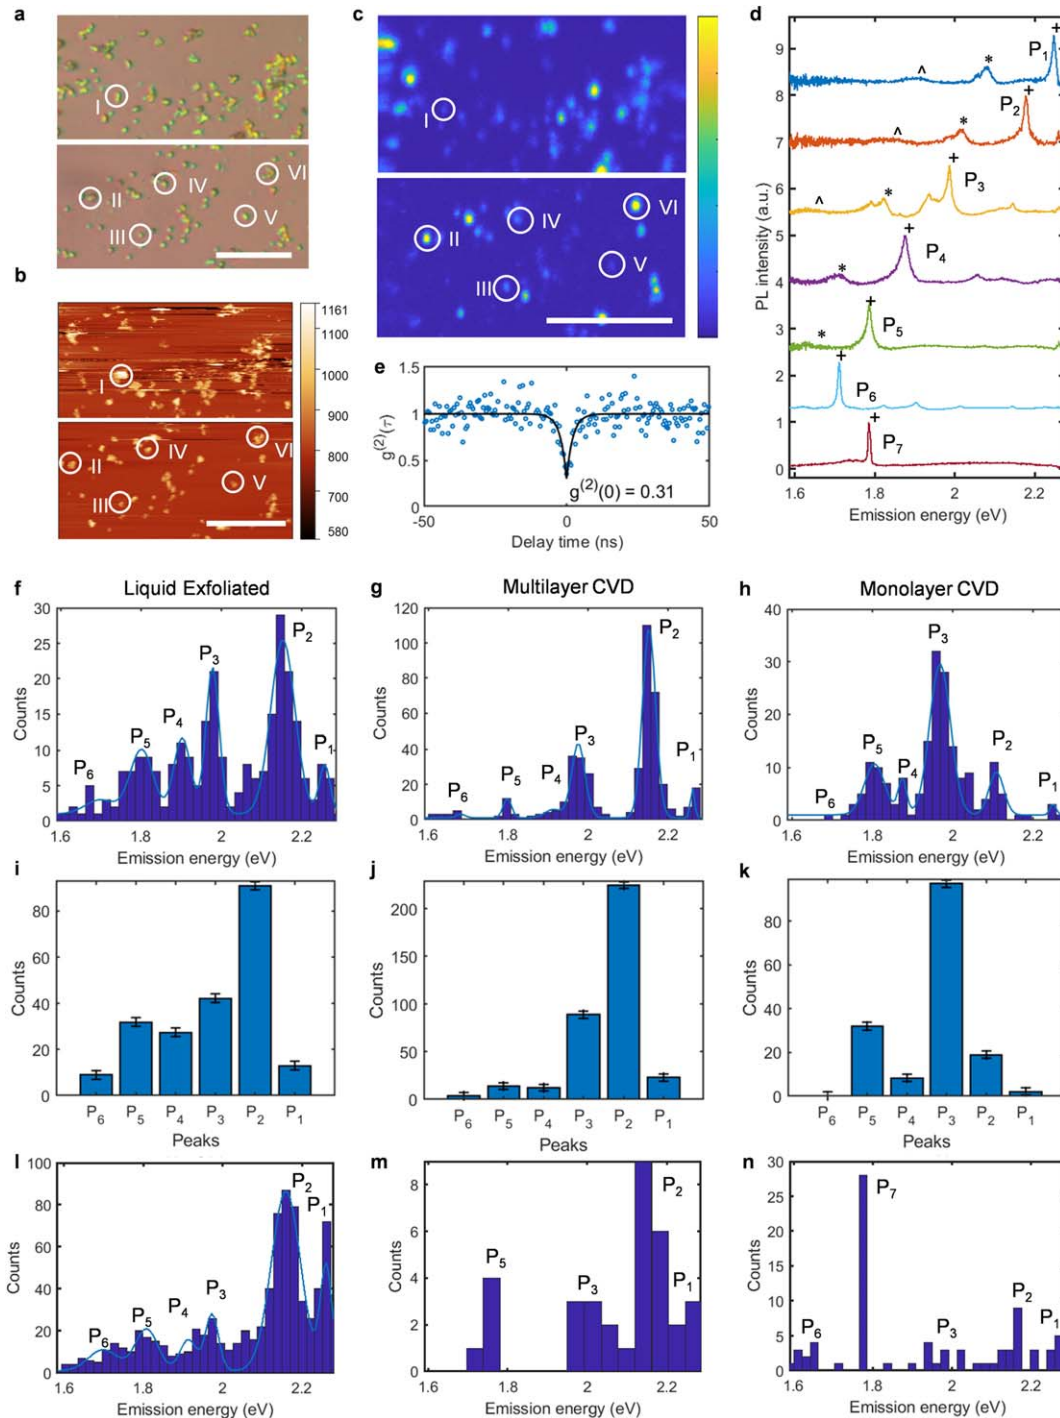 a
I
II
III
IV
V
VI
b
I
II
III
IV
V
VI
1161
1100
1000
900
800
700
580
c
I
II
III
IV
V
VI
d
PL intensity (a.u.)
9
8
7
6
5
4
3
2
1
0
^ * + P1
^ * + P2
^ * + P3
* + P4
* + P5
+ P6
+ P7
1.6 1.8 2 2.2
Emission energy (eV)
e
g(2)(τ)
1.5
1
0.5
0
g(2)(0) = 0.31
-50 0 50
Delay time (ns)
f Liquid Exfoliated
Counts
30
25
20
15
10
5
0
P6 P5 P4 P3 P2 P1
1.6 1.8 2 2.2
Emission energy (eV)
g Multilayer CVD
Counts
120
100
80
60
40
20
0
P6 P5 P4 P3 P2 P1
1.6 1.8 2 2.2
Emission energy (eV)
h Monolayer CVD
Counts
40
30
20
10
0
P6 P5 P4 P3 P2 P1
1.6 1.8 2 2.2
Emission energy (eV)
i
Counts
80
60
40
20
0
P6 P5 P4 P3 P2 P1
j
Counts
200
150
100
50
0
P6 P5 P4 P3 P2 P1
Peaks
k
Counts
80
60
40
20
0
P6 P5 P4 P3 P2 P1
Peaks
l
Counts
100
80
60
40
20
0
P6 P5 P4 P3 P2 P1
1.6 1.8 2 2.2
Emission energy (eV)
m
Counts
8
6
4
2
0
P5 P3 P2 P1
1.6 1.8 2 2.2
Emission energy (eV)
n
Counts
30
25
20
15
10
5
0
P6 P7 P3 P2 P1
1.6 1.8 2 2.2
Emission energy (eV)